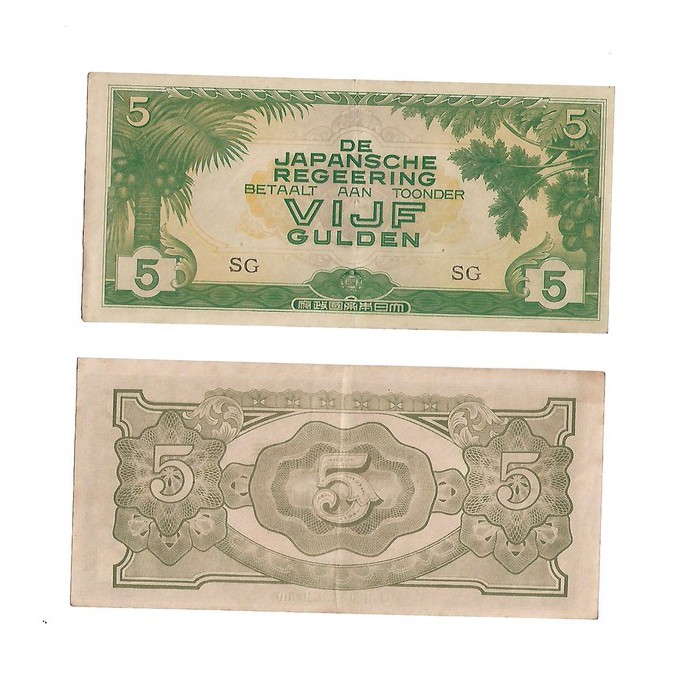 5
5
DE
JAPANSCHE
REGEERING
BETAALT AAN TOONDER
VIJF
GULDEN
SG
SG
5
5
大日本帝國政府
5
5
5